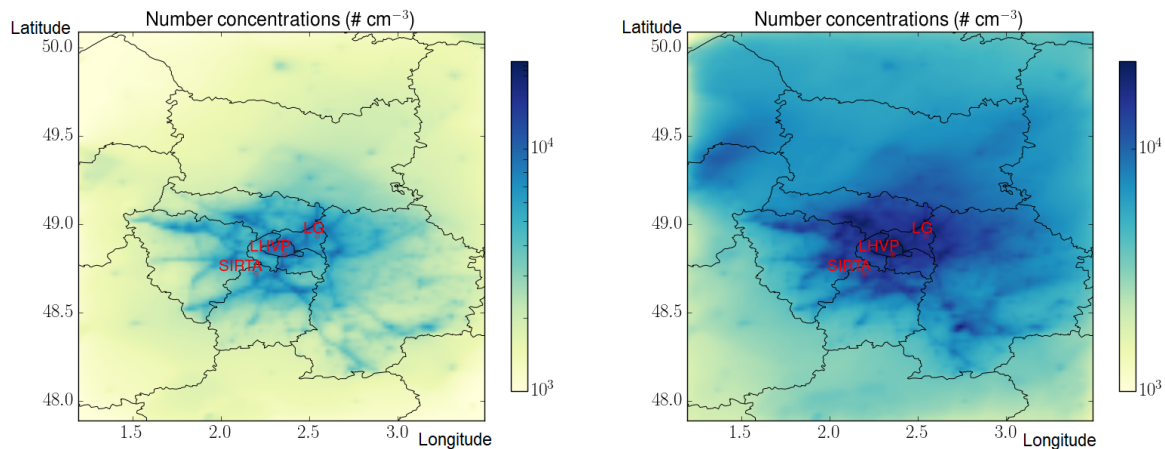 Number concentrations (# cm⁻³)
Latitude
50.0
49.5
49.0
48.5
48.0
1.5
2.0
2.5
3.0
Longitude
LG
LHVP
SIRTA
10⁴
10³
Number concentrations (# cm⁻³)
Latitude
50.0
49.5
49.0
48.5
48.0
1.5
2.0
2.5
3.0
Longitude
LG
LHVP
SIRTA
10⁴
10³